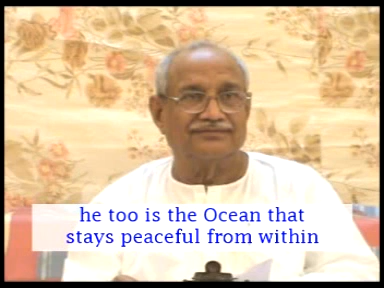 he too is the Ocean that
stays peaceful from within